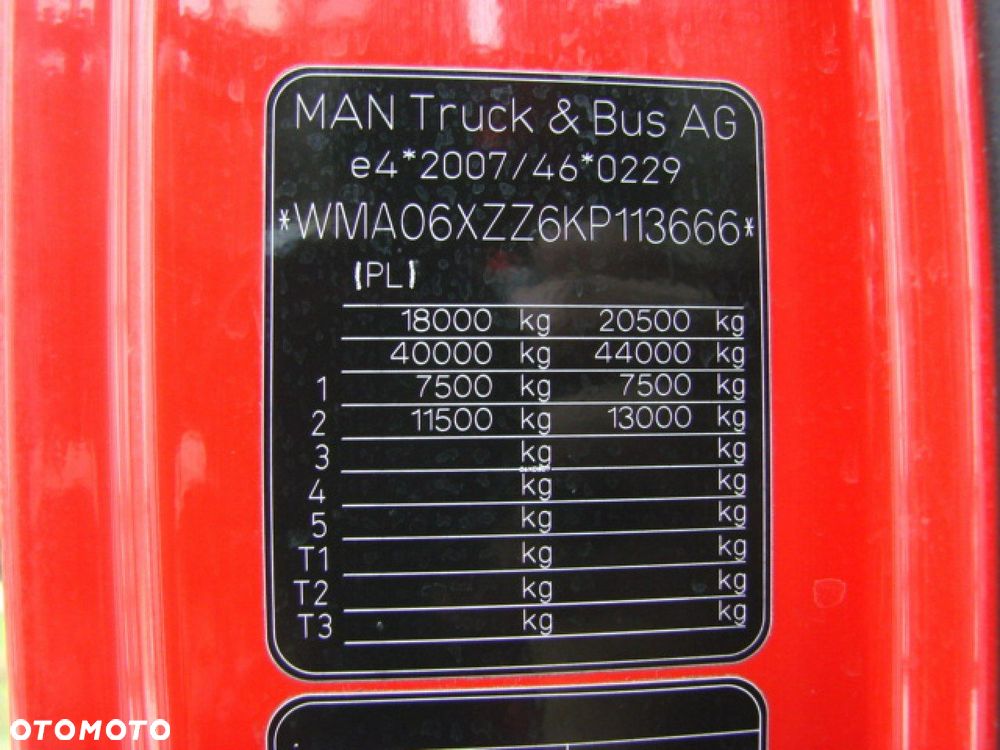 MAN Truck & Bus AG
e4*2007/46*0229
*WMA06XZZ6KP113666*
(PL)
18000 kg 20500 kg
40000 kg 44000 kg
1 7500 kg 7500 kg
2 11500 kg 13000 kg
3 kg kg
4 kg kg
5 kg kg
T1 kg kg
T2 kg kg
T3 kg kg
OTOMOTO